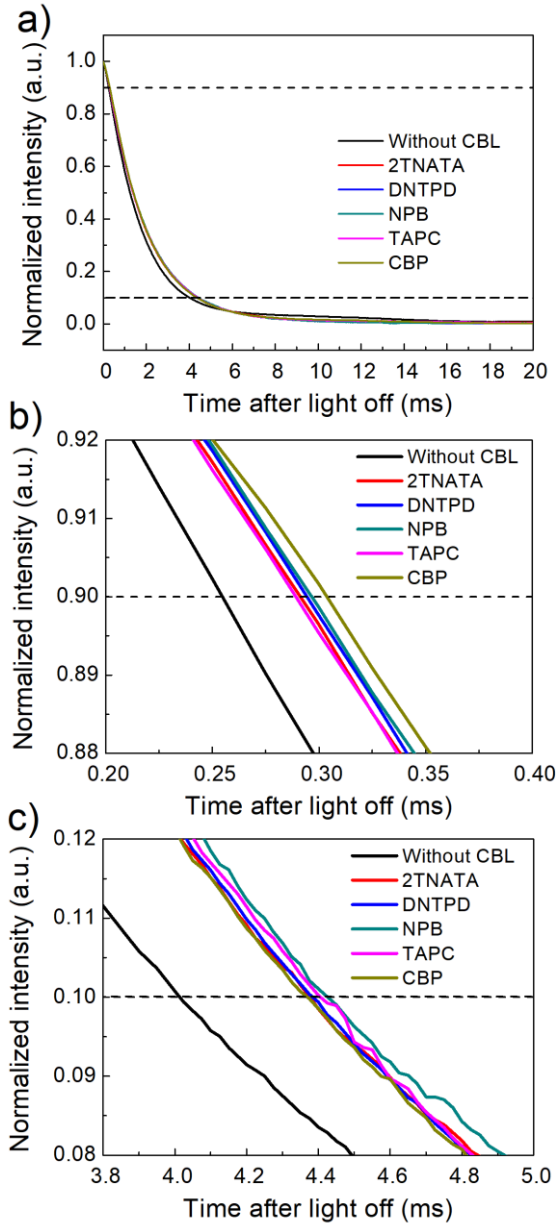 a)
Normalized intensity (a.u.)
1.0
0.8
0.6
0.4
0.2
0.0
Without CBL
2TNATA
DNTPD
NPB
TAPC
CBP
0 2 4 6 8 10 12 14 16 18 20
Time after light off (ms)
b)
Normalized intensity (a.u.)
0.92
0.91
0.90
0.89
0.88
Without CBL
2TNATA
DNTPD
NPB
TAPC
CBP
0.20 0.25 0.30 0.35 0.40
Time after light off (ms)
c)
Normalized intensity (a.u.)
0.12
0.11
0.10
0.09
0.08
Without CBL
2TNATA
DNTPD
NPB
TAPC
CBP
3.8 4.0 4.2 4.4 4.6 4.8 5.0
Time after light off (ms)